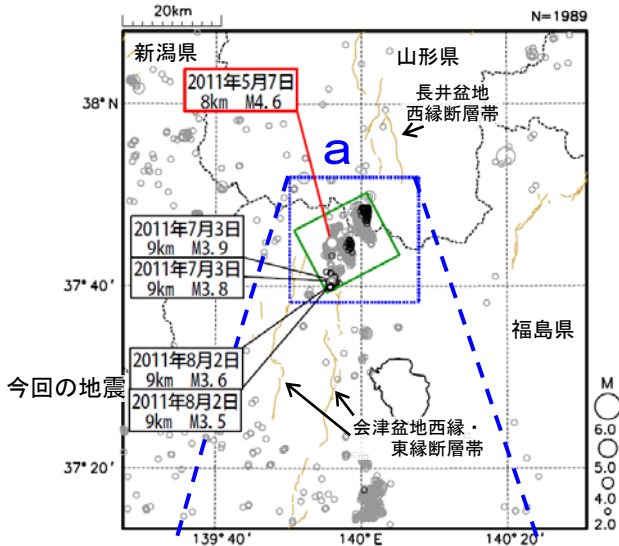 20km
N=1989
新潟県
山形県
2011年5月7日
8km M4.6
長井盆地
西縁断層帯
38°N
a
2011年7月3日
9km M3.9
2011年7月3日
9km M3.8
37°40′
福島県
2011年8月2日
9km M3.6
今回の地震
2011年8月2日
9km M3.5
会津盆地西縁・
東縁断層帯
37°20′
M
6.0
5.0
4.0
2.0
139°40′
140°E
140°20′